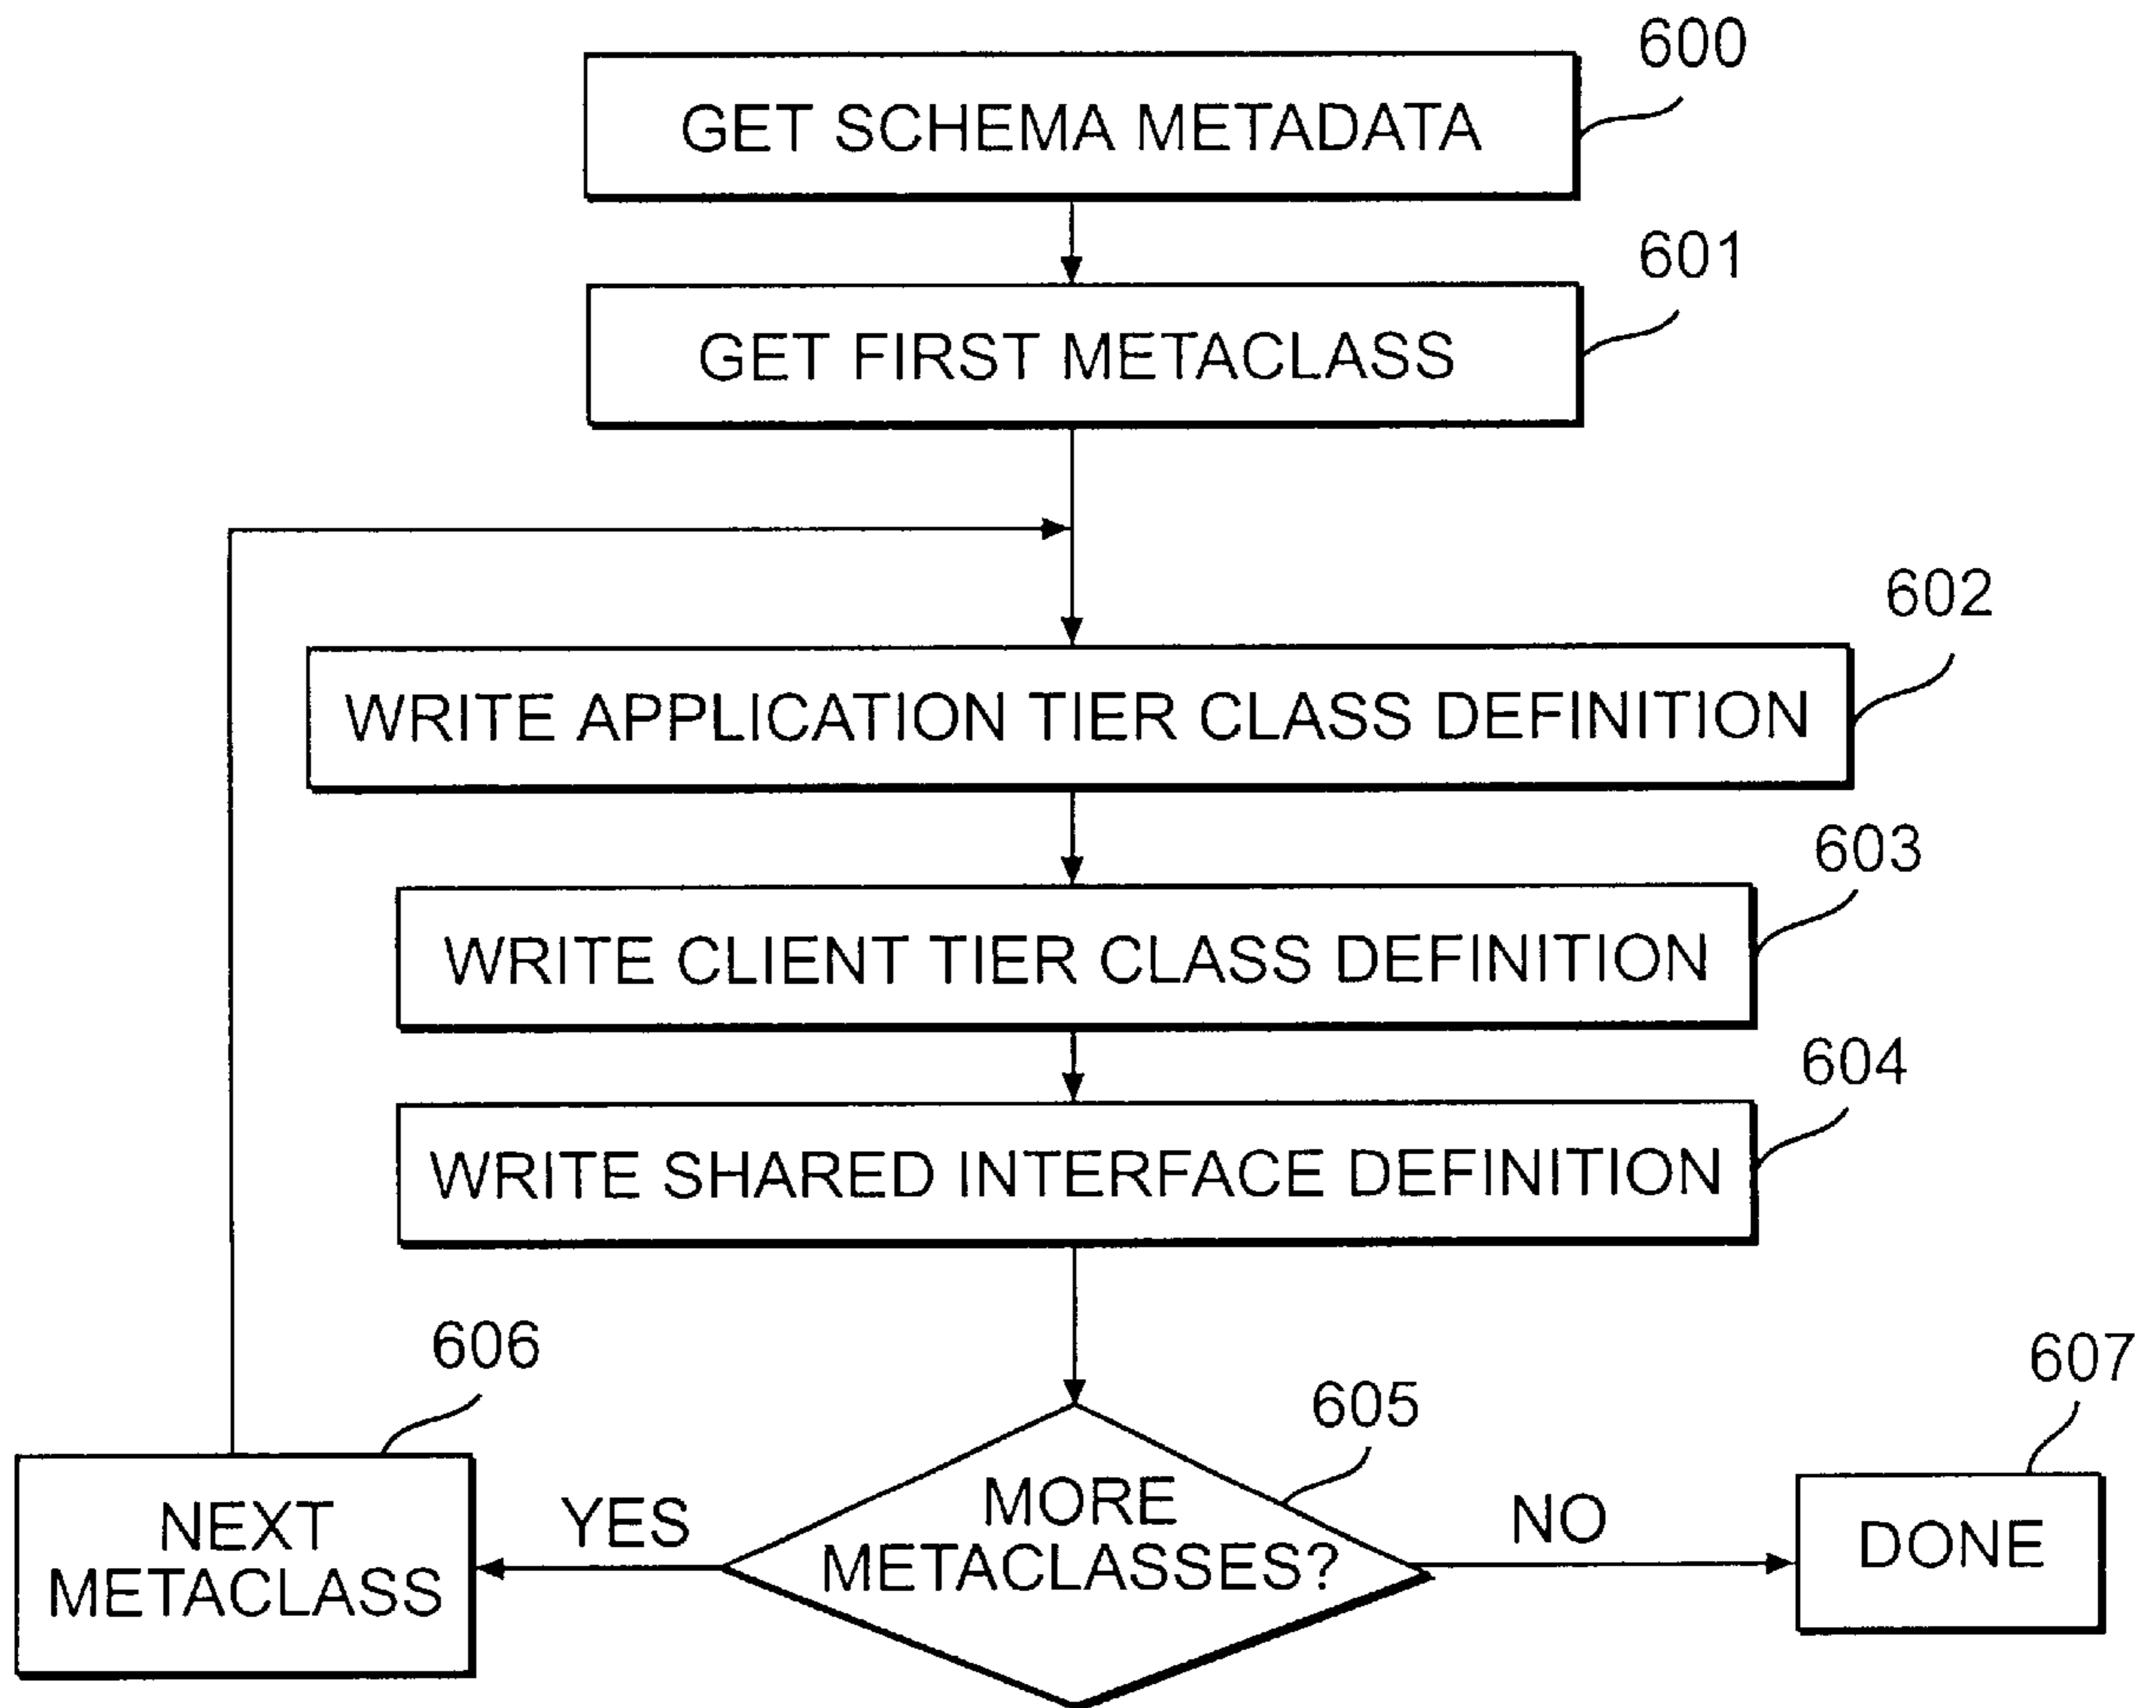 600
GET SCHEMA METADATA
601
GET FIRST METACLASS
602
WRITE APPLICATION TIER CLASS DEFINITION
603
WRITE CLIENT TIER CLASS DEFINITION
604
WRITE SHARED INTERFACE DEFINITION
606
605
607
NEXT
METACLASS
YES
MORE
METACLASSES?
NO
DONE